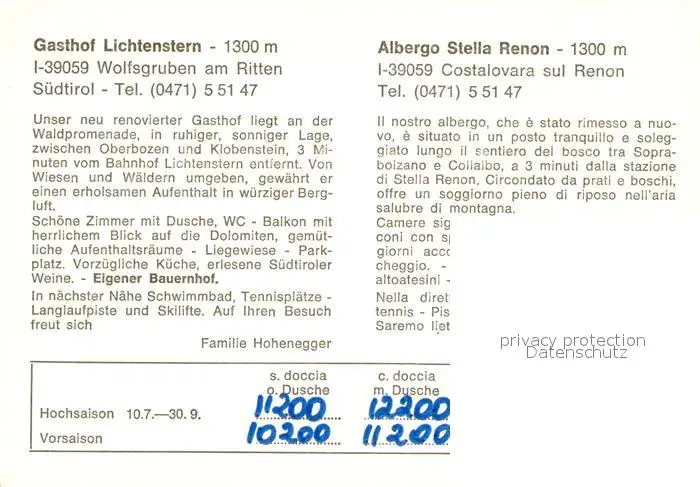 Gasthof Lichtenstern - 1300 m
I-39059 Wolfsgruben am Ritten
Südtirol - Tel. (0471) 5 51 47
Unser neu renovierter Gasthof liegt an der
Waldpromenade, in ruhiger, sonniger Lage,
zwischen Oberbozen und Klobenstein, 3 Mi-
nuten vom Bahnhof Lichtenstern entfernt. Von
Wiesen und Wäldern umgeben, gewährt er
einen erholsamen Aufenthalt in würziger Berg-
luft.
Schöne Zimmer mit Dusche, WC - Balkon mit
herrlichem Blick auf die Dolomiten, gemüt-
liche Aufenthaltsräume - Liegewiese - Park-
platz. Vorzügliche Küche, erlesene Südtiroler
Weine. - Eigener Bauernhof.
In nächster Nähe Schwimmbad, Tennisplätze -
Langlaufpiste und Skilifte. Auf Ihren Besuch
freut sich
Familie Hohenegger
Albergo Stella Renon - 1300 m
I-39059 Costalovara sul Renon
Tel. (0471) 5 51 47
Il nostro albergo, che è stato rimesso a nuo-
vo, è situato in un posto tranquillo e soleg-
giato lungo il sentiero del bosco tra Sopra-
bolzano e Collalbo, a 3 minuti dalla stazione
di Stella Renon. Circondato da prati e boschi,
offre un soggiorno pieno di riposo nell'aria
salubre di montagna.
Camere sig
coni con
giorni acco
cheggio. -
altoatesini -
Nella diret
tennis - Pis
Saremo liet
privacy protection
Datenschutz
s. doccia c. doccia
o. Dusche m. Dusche
Hochsaison 10.7.—30. 9. 11200 12200
Vorsaison 10200 11200